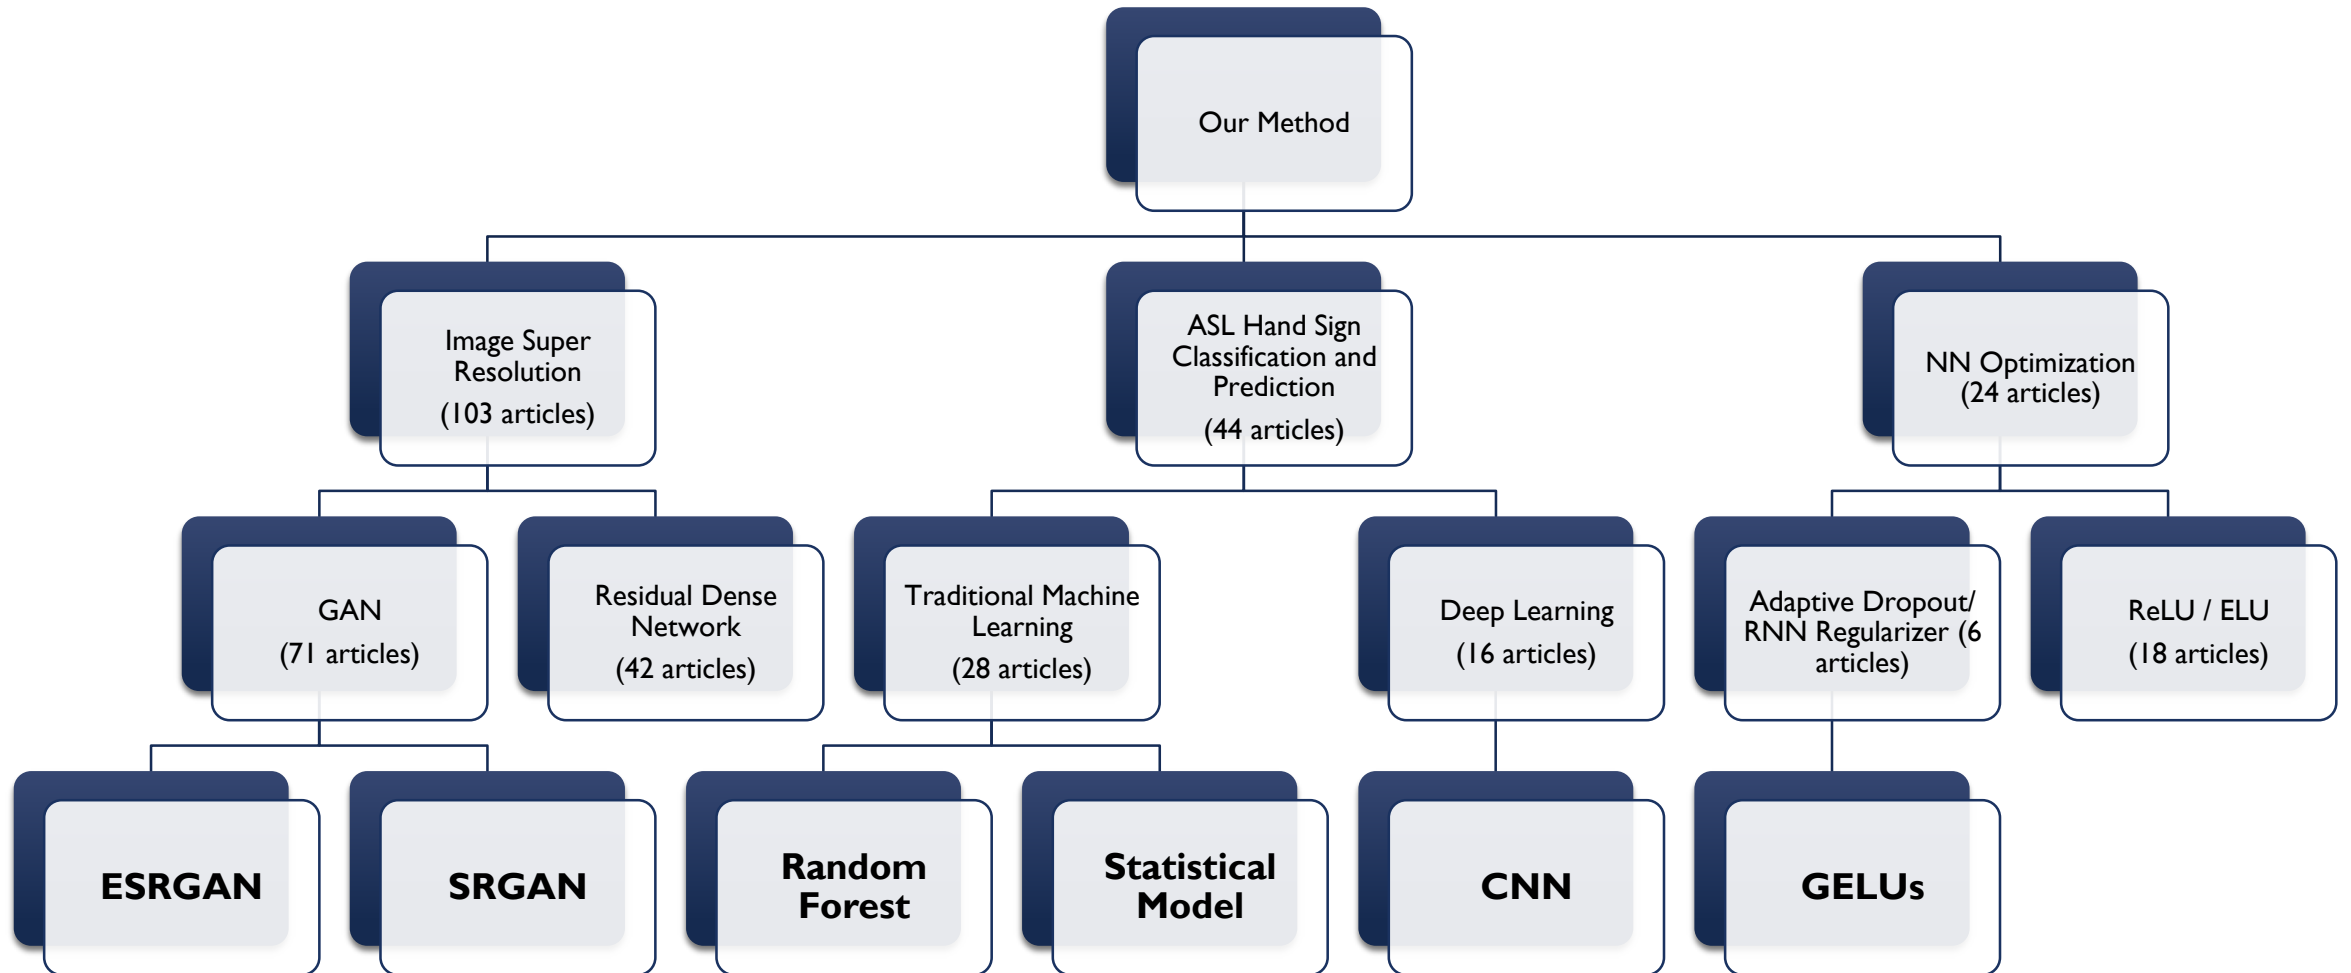 Our Method
Image Super
Resolution
(103 articles)
ASL Hand Sign
Classification and
Prediction
(44 articles)
NN Optimization
(24 articles)
GAN
(71 articles)
Residual Dense
Network
(42 articles)
Traditional Machine
Learning
(28 articles)
Deep Learning
(16 articles)
Adaptive Dropout/
RNN Regularizer (6
articles)
ReLU / ELU
(18 articles)
ESRGAN
SRGAN
Random
Forest
Statistical
Model
CNN
GELUs